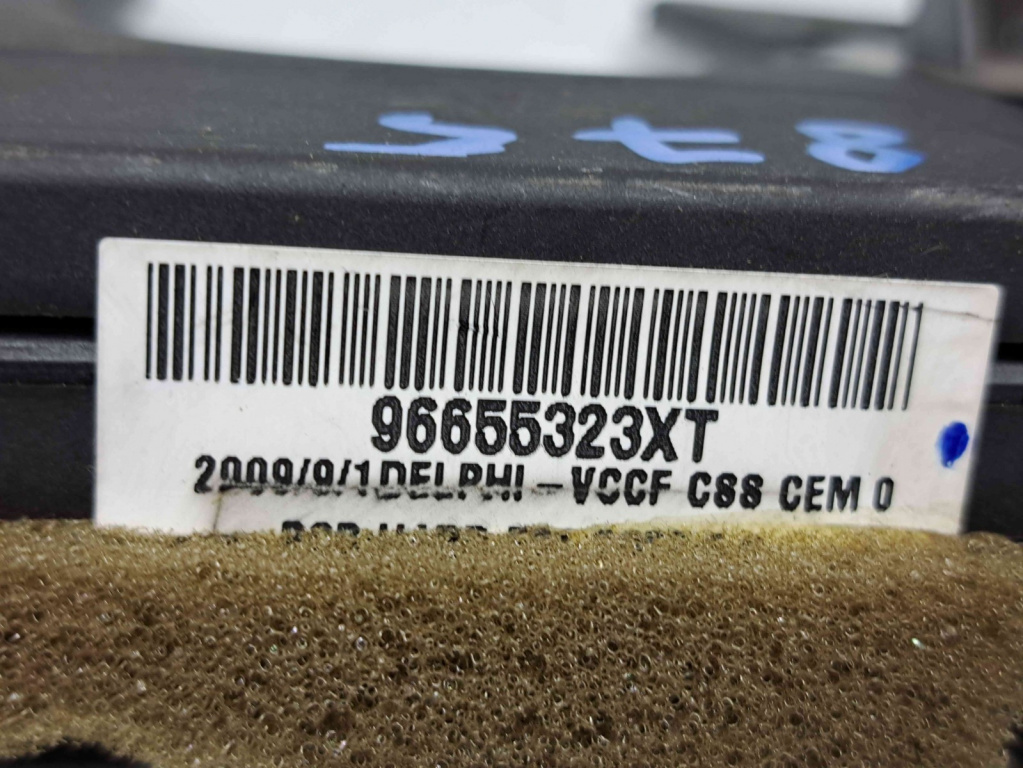 96655323XT
2009/9/1DELPHI - VCCF C88 CEM 0